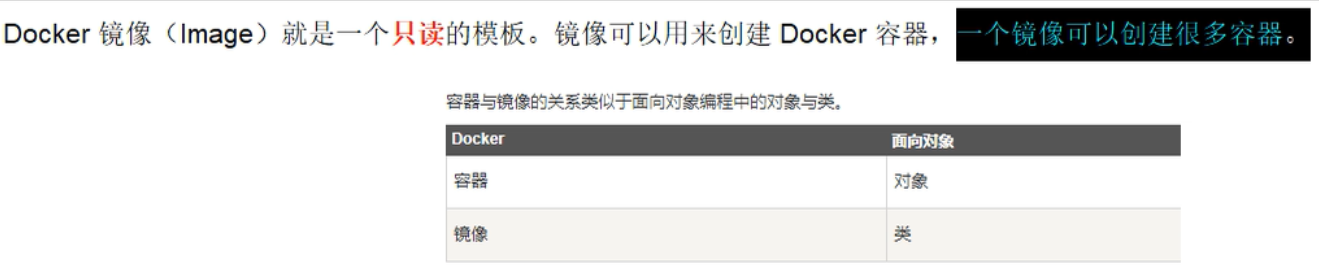 Docker 镜像（Image）就是一个只读的模板。镜像可以用来创建 Docker 容器，一个镜像可以创建很多容器。
容器与镜像的关系类似于面向对象编程中的对象与类。
Docker 面向对象
容器 对象
镜像 类